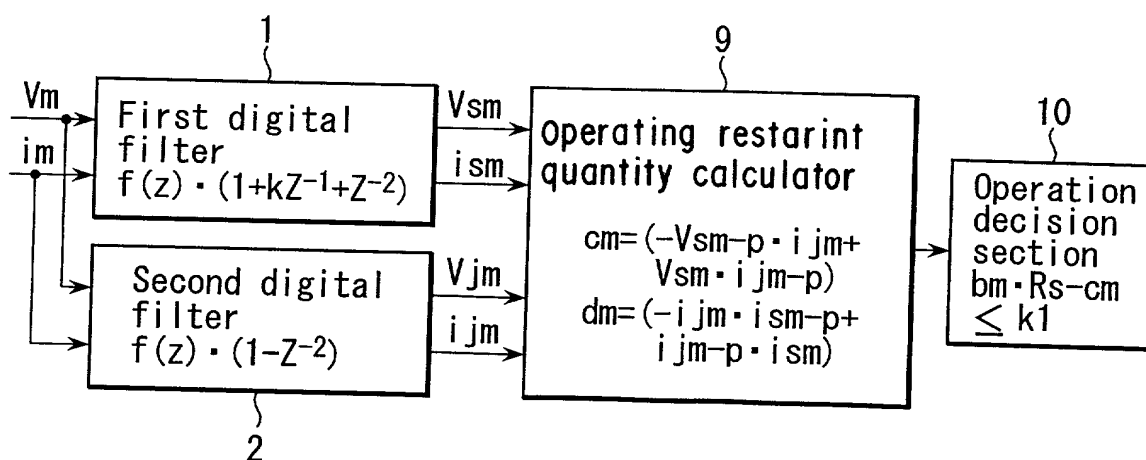 1
Vm
im
First digital
filter
f(z)·(1+kZ⁻¹+Z⁻²)
Vsm
ism
Second digital
filter
f(z)·(1-Z⁻²)
Vjm
ijm
2
9
Operating restarint
quantity calculator
cm=(-Vsm-p·ijm+
Vsm·ijm-p)
dm=(-ijm·ism-p+
ijm-p·ism)
10
Operation
decision
section
bm·Rs-cm
≤ k1